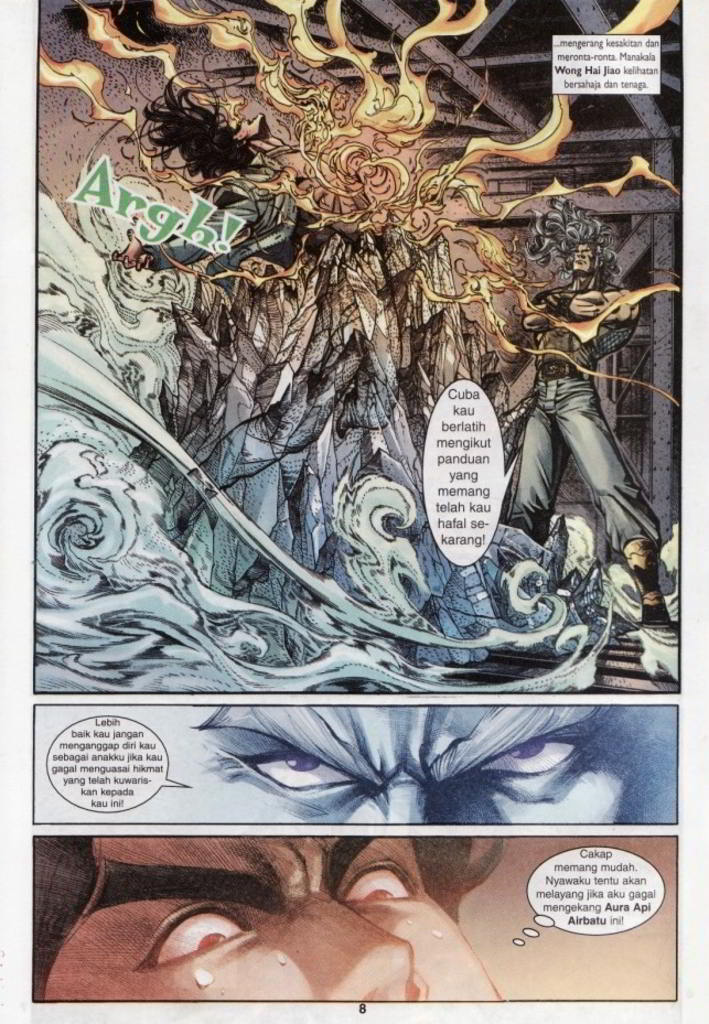 ...mengerang kesakitan dan
meronta-ronta. Manakala
Wong Hai Jiao kelihatan
bersahaja dan tenaga.
Argh!
Cuba
kau
berlatih
mengikut
panduan
yang
memang
telah kau
hafal se-
karang!
Lebih
baik kau jangan
menganggap diri kau
sebagai anakku jika kau
gagal menguasai hikmat
yang telah kuwaris-
kan kepada
kau ini!
Cakap
memang mudah.
Nyawaku tentu akan
melayang jika aku gagal
mengekang Aura Api
Airbatu ini!
8